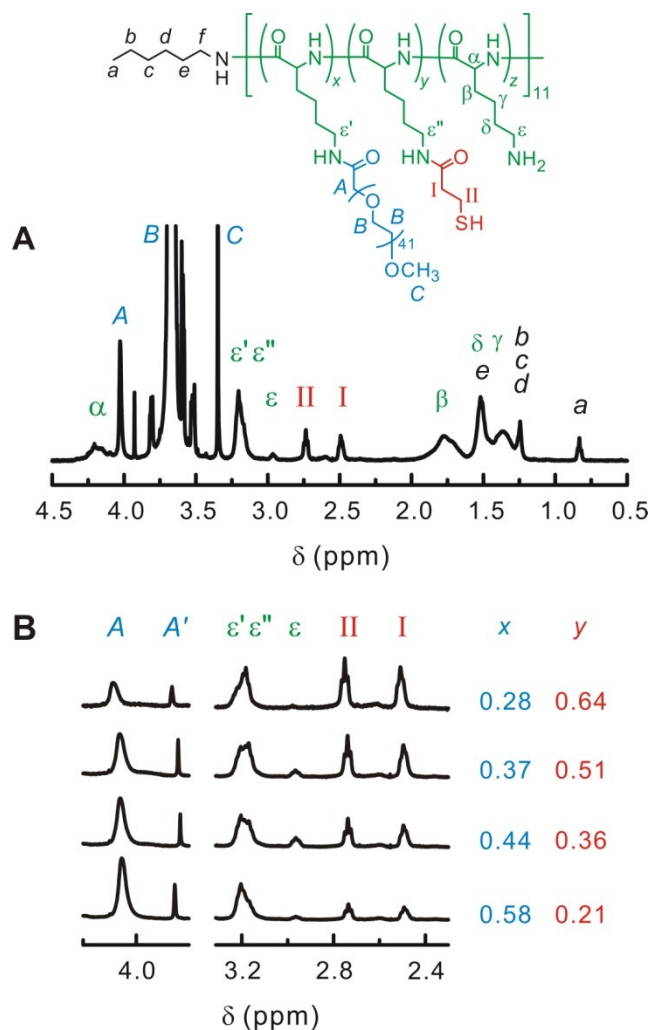 O H O H O H
b d f
N
H
a c e
N N α N
x y z 11
β γ
δ ε
ε' ε"
HN O HN O NH₂
A I II
O SH
B B
41
OCH₃
C
A
B C
A
ε' ε"
δ γ b
α ε II I β e c
d a
4.5 4.0 3.5 3.0 2.5 2.0 1.5 1.0 0.5
δ (ppm)
B A A' ε' ε" ε II I x y
0.28 0.64
0.37 0.51
0.44 0.36
0.58 0.21
4.0 3.2 2.8 2.4
δ (ppm)